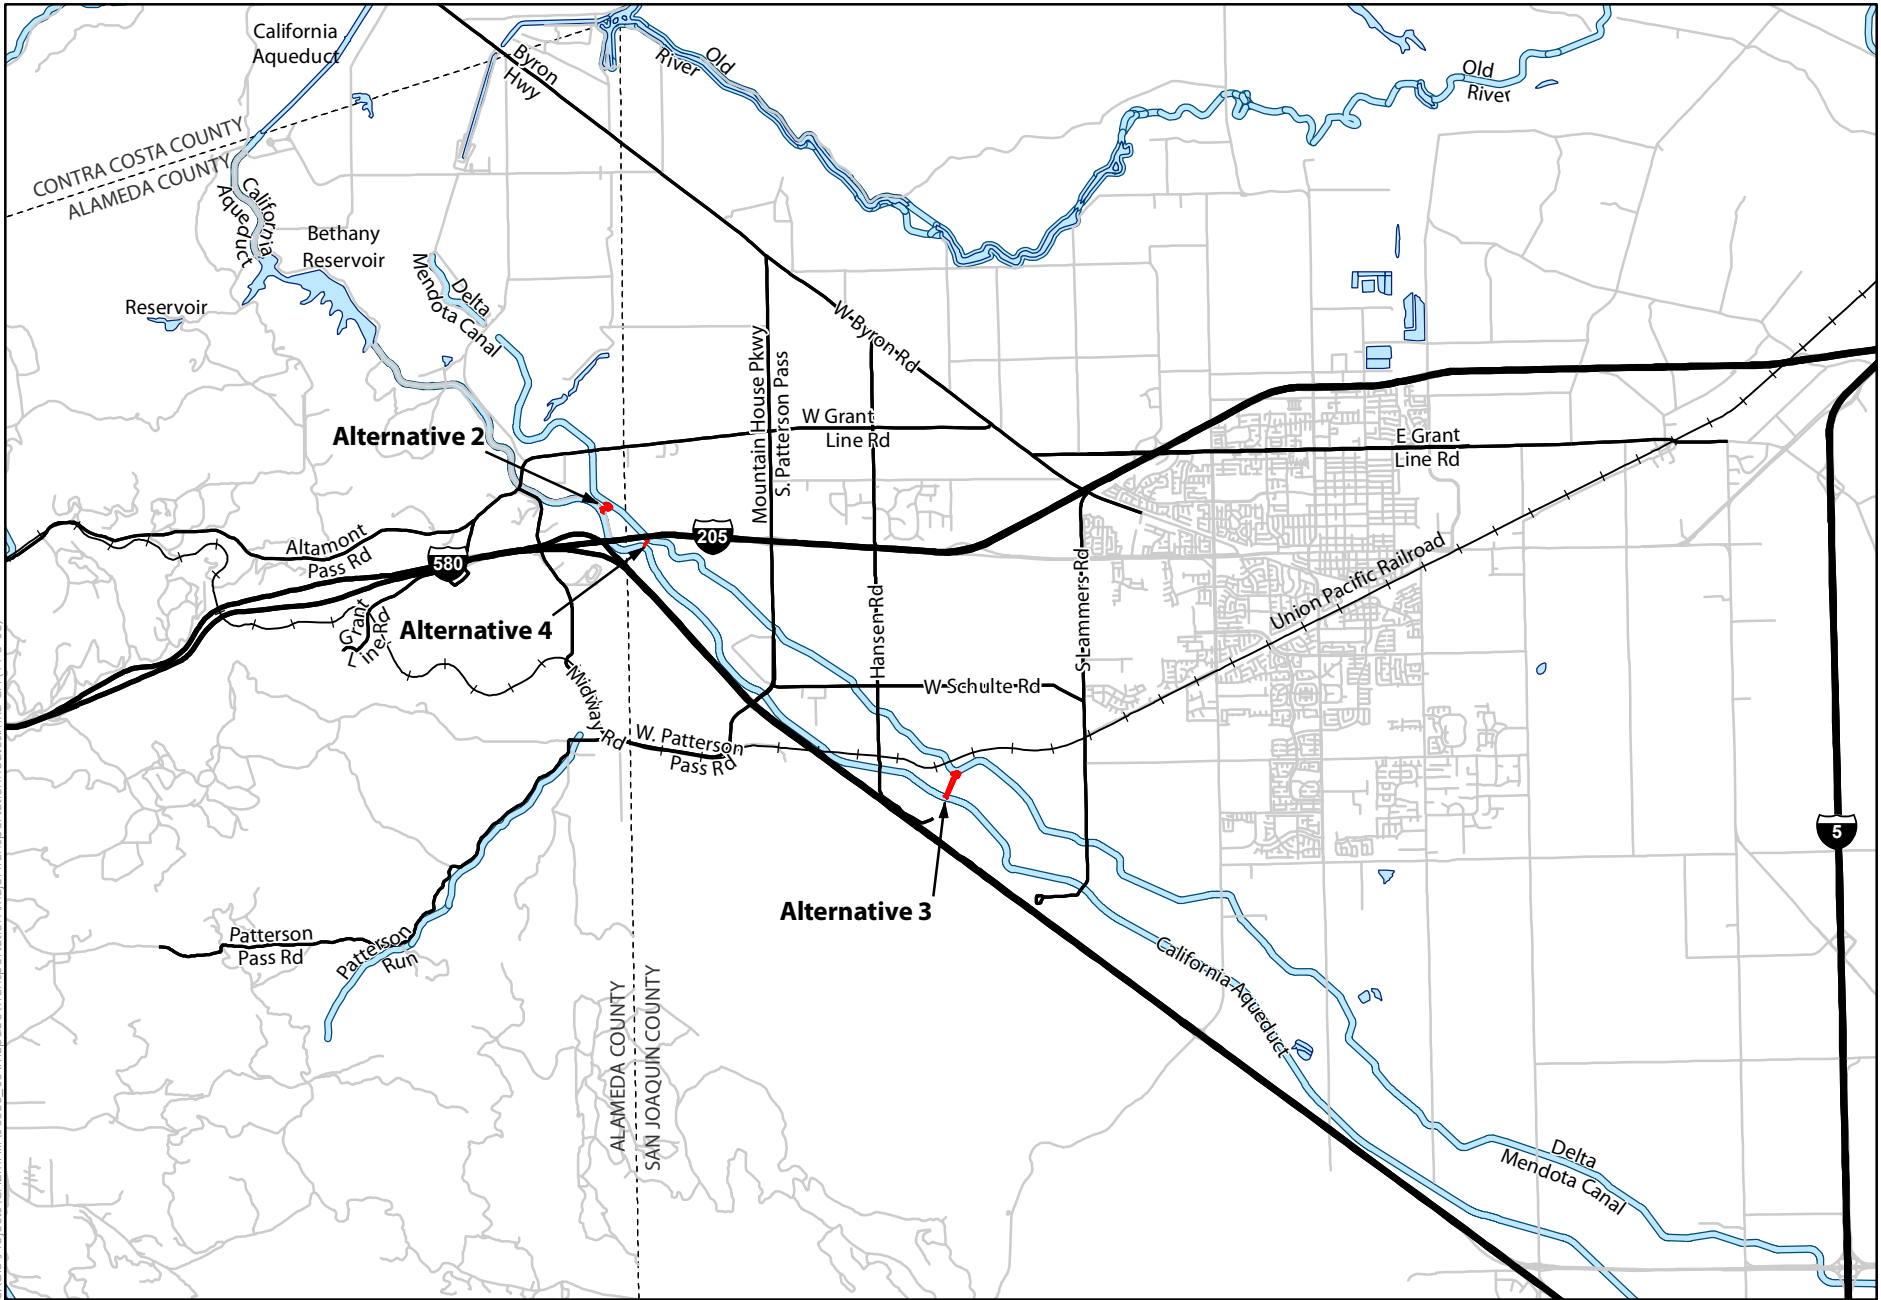 California
Aqueduct
Byron
Hwy
Old
River
Old
River
CONTRA COSTA COUNTY
ALAMEDA COUNTY
California
Aqueduct
Bethany
Reservoir
Reservoir
Delta
Mendota Canal
W Byron Rd
Mountain House Pkwy
S. Patterson Pass
W Grant
Line Rd
E Grant
Line Rd
Alternative 2
Altamont
Pass Rd
580
205
Grant
Line Rd
Alternative 4
Hansen Rd
S Lammers Rd
Union Pacific Railroad
Midway Rd
W Schulte Rd
W. Patterson
Pass Rd
5
Alternative 3
Patterson
Pass Rd
Patterson
Run
California Aqueduct
ALAMEDA COUNTY
SAN JOAQUIN COUNTY
Delta
Mendota Canal